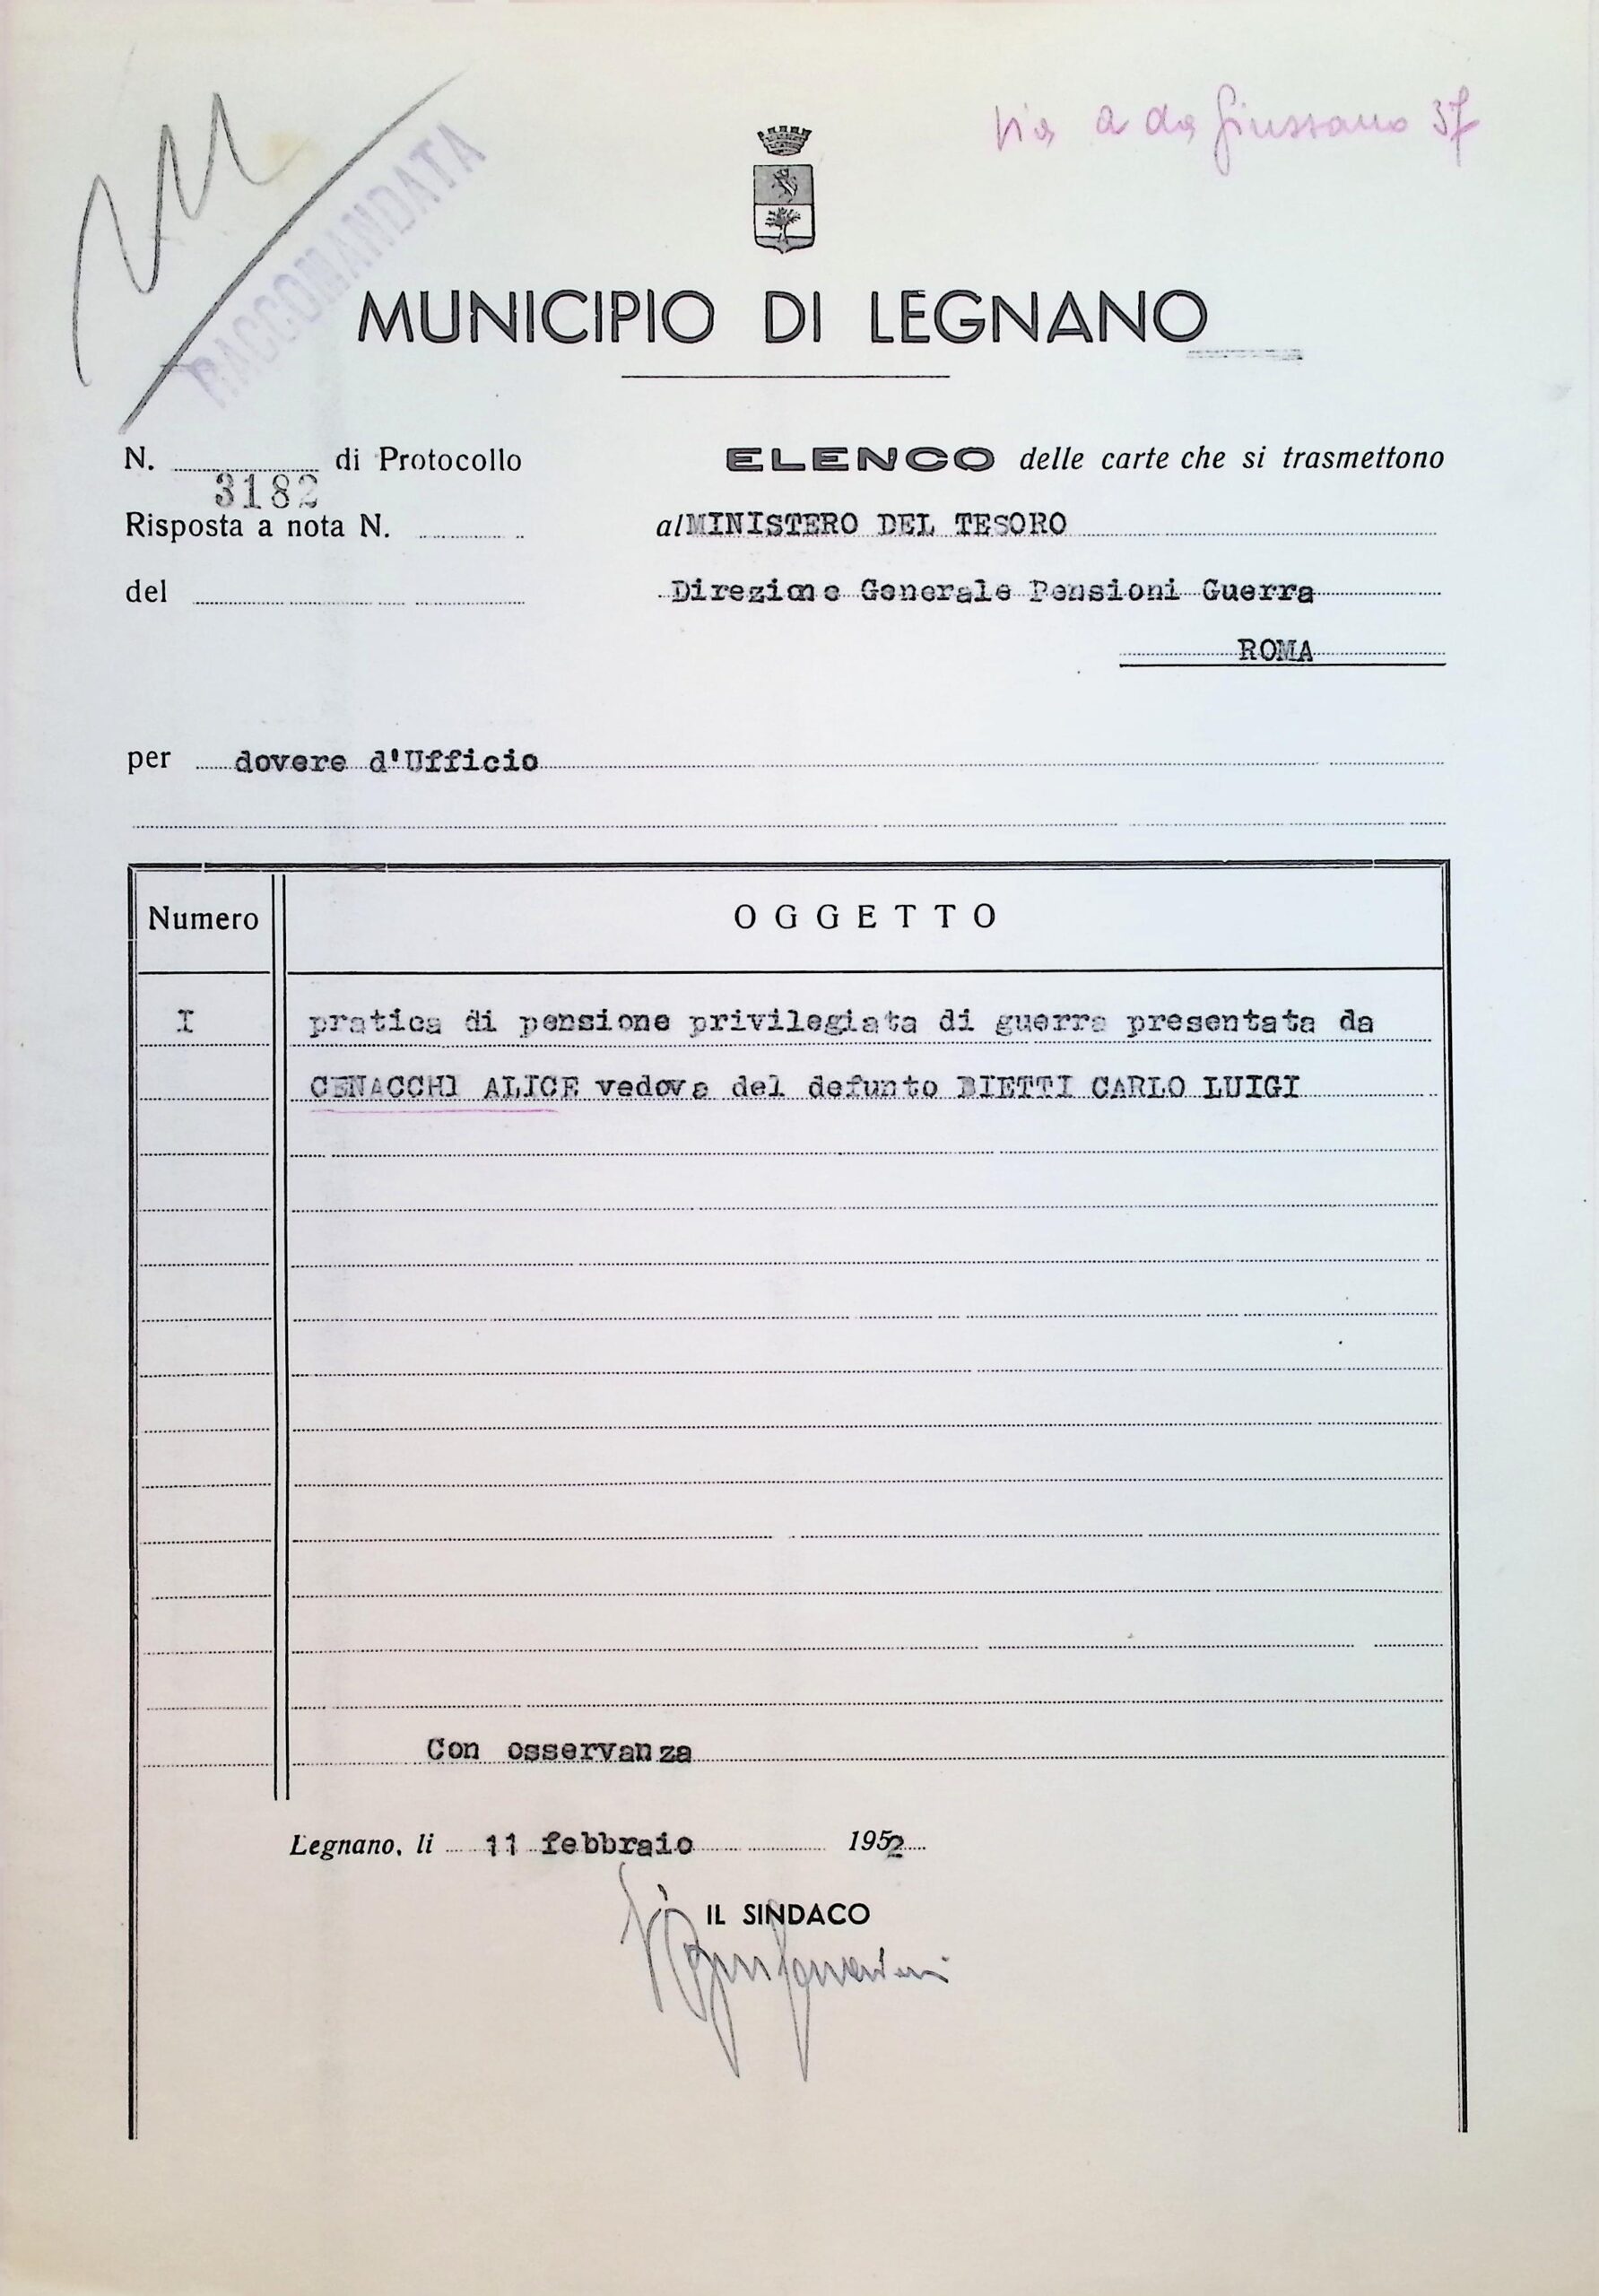 Via a da Giussano 37
RACCOMANDATA
MUNICIPIO DI LEGNANO
N. di Protocollo
3182
Risposta a nota N.
del
ELENCO delle carte che si trasmettono
al MINISTERO DEL TESORO
Direzione Generale Pensioni Guerra
ROMA
per dovere d'Ufficio
Numero OGGETTO
I pratica di pensione privilegiata di guerra presentata da
CENACCHI ALICE vedova del defunto BIETTI CARLO LUIGI
Con osservanza
Legnano, li 11 febbraio 1952
IL SINDACO